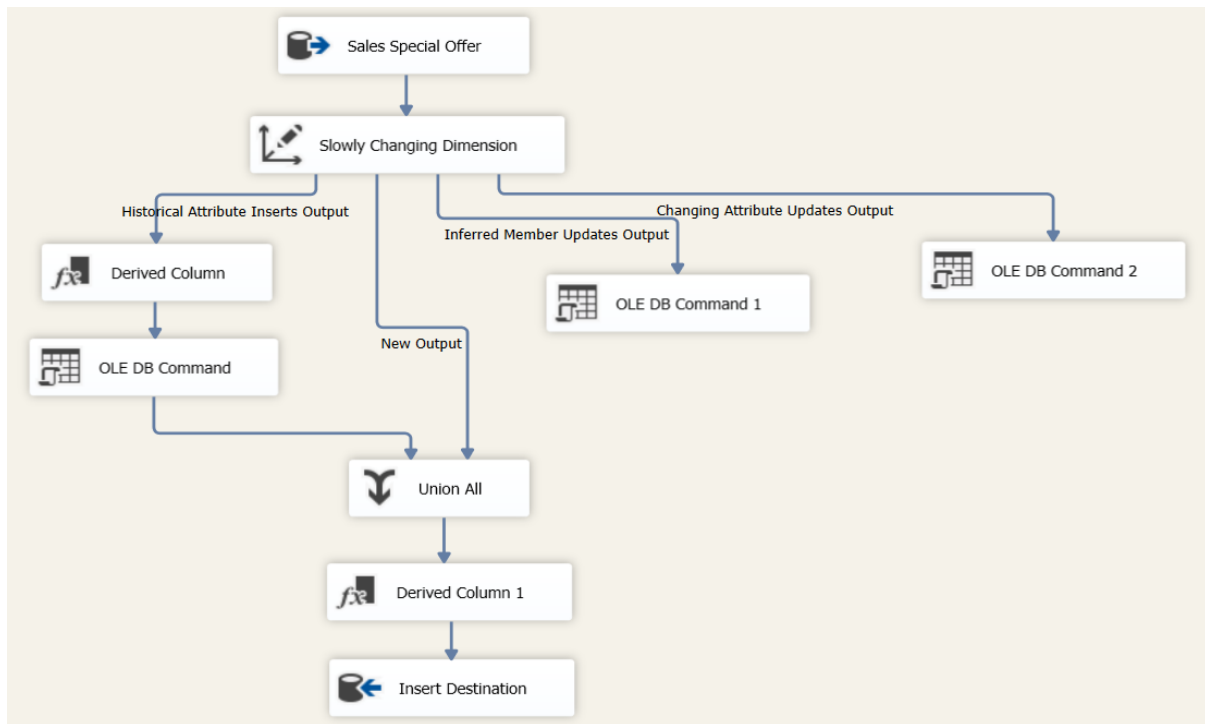 Sales Special Offer
Slowly Changing Dimension
Historical Attribute Inserts Output
Changing Attribute Updates Output
Inferred Member Updates Output
Derived Column
OLE DB Command 2
OLE DB Command 1
New Output
OLE DB Command
Union All
Derived Column 1
Insert Destination